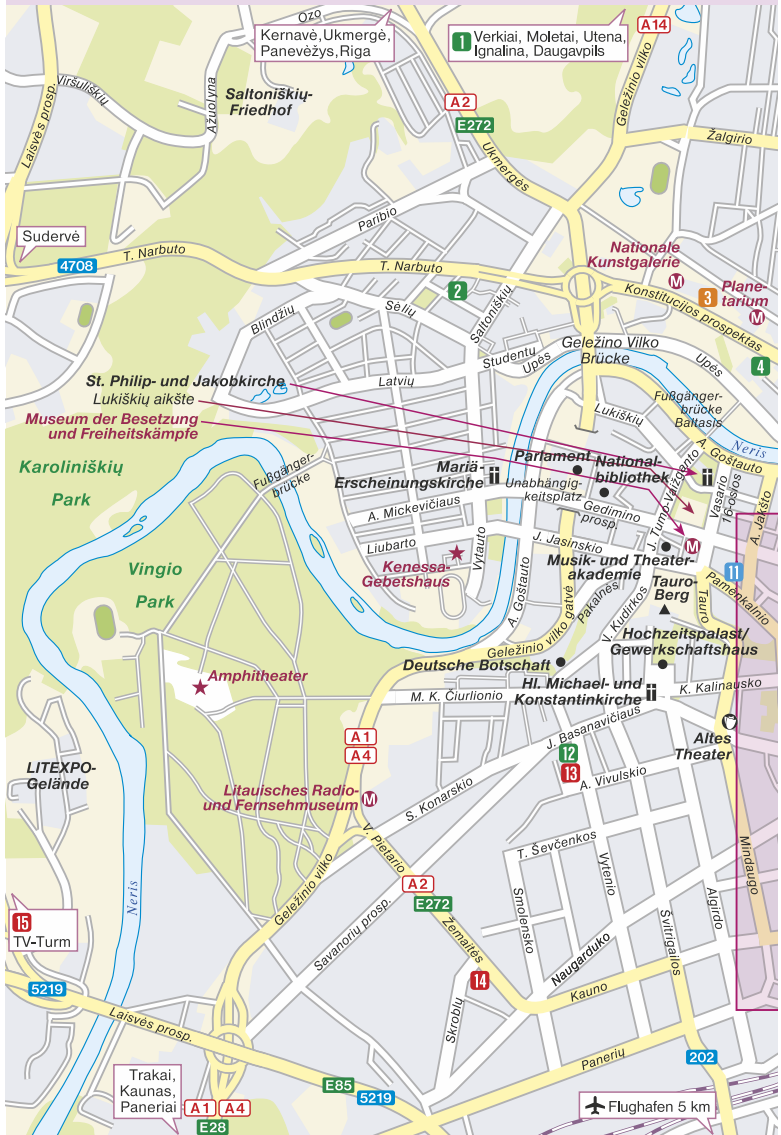 Ozo
Kernavė,Ukmergė,
Panevėžys,Riga
1 Verkiai, Moletai, Utena,
Ignalina, Daugavpils
A14
Viršuliškių
Laisvės prosp.
Ažuolyna
Saltoniškių-
Friedhof
A2
E272
Geležinio vilko
Žalgirio
Ukmergės
Paribio
Sudervė
4708
T. Narbuto
T. Narbuto
Nationale
Kunstgalerie
M
2
3
Plane-
tarium
M
Konstitucijos prospektas
Sėlių
Saltoniškių
Blindžių
Geležino Vilko
Brücke
Studentų
Upės
Upės
4
St. Philip- und Jakobkirche
Latvių
Lukiškių aikšte
Museum der Besetzung
und Freiheitskämpfe
Lukiškių
Fußgänger-
brücke
Baltasis
Neris
A. Goštauto
Karoliniškių
Park
Fußgänger-
brücke
Mariä-
Erscheinungskirche
Parlament
National-
bibliothek
Unabhängig-
keitsplatz
J. Tumo-Vaižganto
Vasario
16-osios
A. Jakšto
A. Mickevičiaus
Gedimino
prosp.
Liubarto
J. Jasinskio
M
Vytauto
Kenessa-
Gebetshaus
Musik- und Theater-
akademie
11
Vingio
Park
Tauro-
Berg
Pamėnkalnio
Tauro
A. Goštauto
Pakalnės
V. Kudirkos
Geležinio vilko gatvė
Hochzeitspalast/
Gewerkschaftshaus
Deutsche Botschaft
Amphitheater
M. K. Čiurlionio
Hl. Michael- und
Konstantinkirche
K. Kalinausko
Altes
Theater
J. Basanavičiaus
A1
A4
12
13
A. Vivulskio
LITEXPO-
Gelände
Litauisches Radio-
und Fernsehmuseum
M
S. Konarskio
V. Pietario
T. Ševčenkos
Mindaugo
A2
E272
Geležinio vilko
Neris
Savanorių prosp.
Žemaitės
Smolensko
Vytenio
Algirdo
Švitrigailos
15
TV-Turm
Naugarduko
14
Kauno
5219
Skroblų
Laisvės prosp.
Panerių
202
E85
5219
Trakai,
Kaunas,
Paneriai
A1
A4
E28
Flughafen 5 km